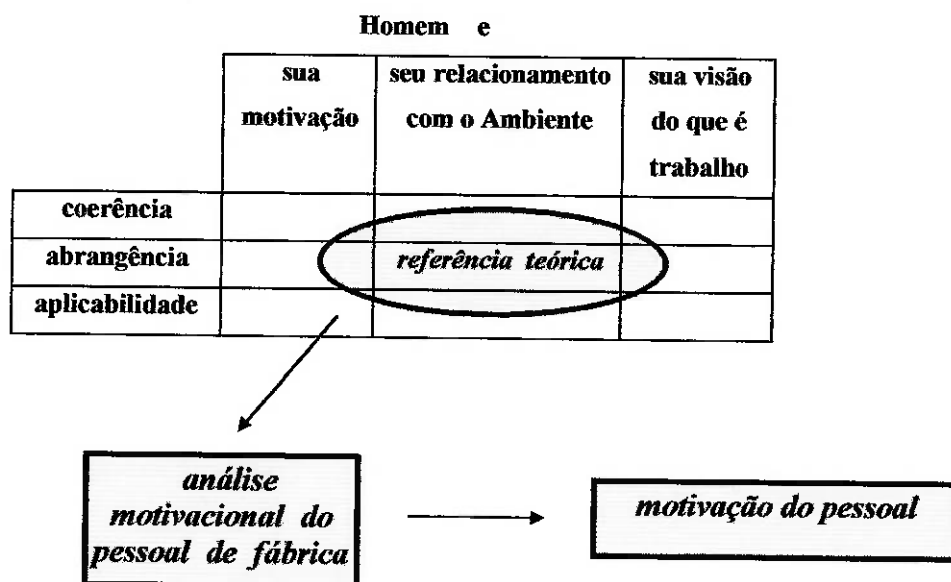 Homem e
sua
motivação
seu relacionamento
com o Ambiente
sua visão
do que é
trabalho
coerência
abrangência
referência teórica
aplicabilidade
análise
motivacional do
pessoal de fábrica
motivação do pessoal